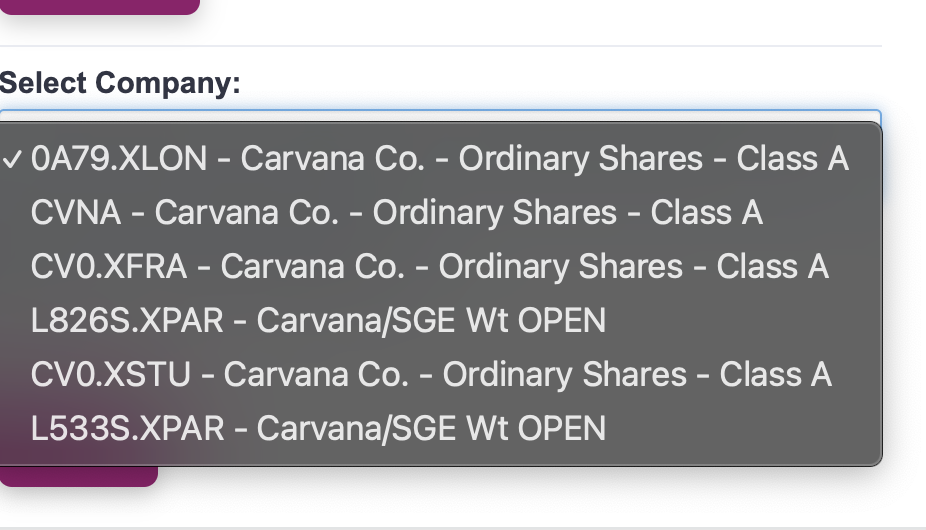 Select Company:
✓ 0A79.XLON - Carvana Co. - Ordinary Shares - Class A
CVNA - Carvana Co. - Ordinary Shares - Class A
CV0.XFRA - Carvana Co. - Ordinary Shares - Class A
L826S.XPAR - Carvana/SGE Wt OPEN
CV0.XSTU - Carvana Co. - Ordinary Shares - Class A
L533S.XPAR - Carvana/SGE Wt OPEN